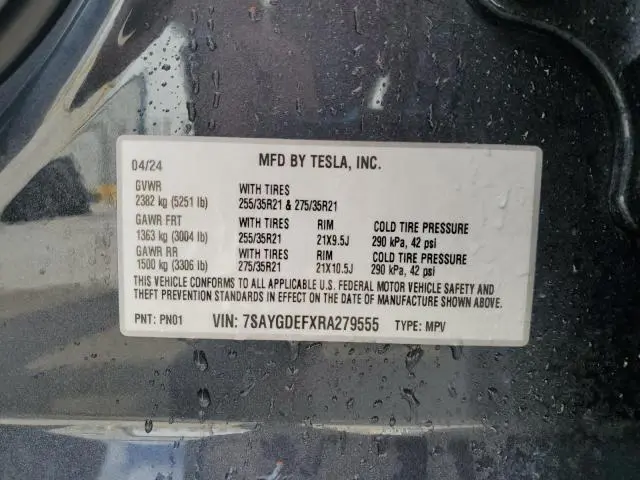 04/24 MFD BY TESLA, INC.
GVWR WITH TIRES
2382 kg (5251 lb) 255/35R21 & 275/35R21
GAWR FRT WITH TIRES RIM COLD TIRE PRESSURE
1363 kg (3004 lb) 255/35R21 21X9.5J 290 kPa, 42 psi
GAWR RR WITH TIRES RIM COLD TIRE PRESSURE
1500 kg (3306 lb) 275/35R21 21X10.5J 290 kPa, 42 psi
THIS VEHICLE CONFORMS TO ALL APPLICABLE U.S. FEDERAL MOTOR VEHICLE SAFETY AND
THEFT PREVENTION STANDARDS IN EFFECT ON THE DATE OF MANUFACTURE SHOWN ABOVE.
PNT: PN01 VIN: 7SAYGDEFXRA279555 TYPE: MPV